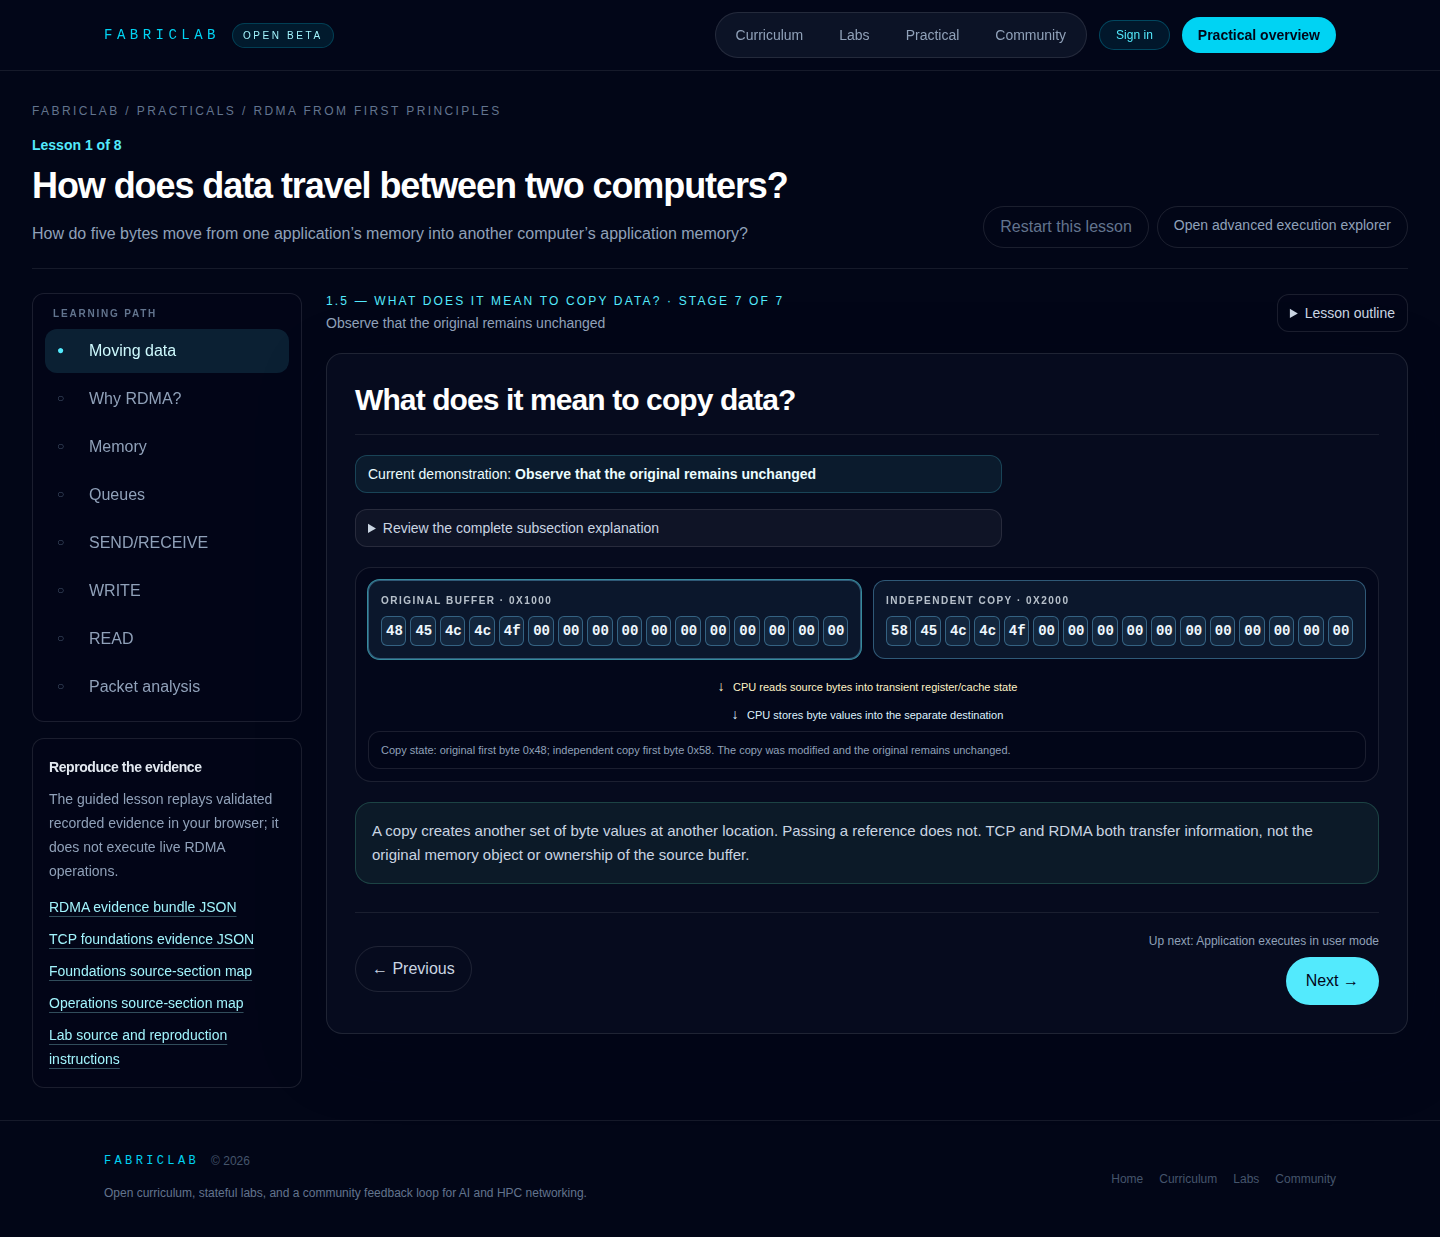 FABRICLAB OPEN BETA Curriculum Labs Practical Community Sign in Practical overview
FABRICLAB / PRACTICALS / RDMA FROM FIRST PRINCIPLES
Lesson 1 of 8
How does data travel between two computers?
How do five bytes move from one application’s memory into another computer’s application memory?
Restart this lesson Open advanced execution explorer
LEARNING PATH
Moving data
Why RDMA?
Memory
Queues
SEND/RECEIVE
WRITE
READ
Packet analysis
Reproduce the evidence
The guided lesson replays validated
recorded evidence in your browser; it
does not execute live RDMA
operations.
RDMA evidence bundle JSON
TCP foundations evidence JSON
Foundations source-section map
Operations source-section map
Lab source and reproduction
instructions
1.5 — WHAT DOES IT MEAN TO COPY DATA? · STAGE 7 OF 7
Observe that the original remains unchanged
▶ Lesson outline
What does it mean to copy data?
Current demonstration: Observe that the original remains unchanged
▶ Review the complete subsection explanation
ORIGINAL BUFFER · 0X1000
48 45 4c 4c 4f 00 00 00 00 00 00 00 00 00 00 00
INDEPENDENT COPY · 0X2000
58 45 4c 4c 4f 00 00 00 00 00 00 00 00 00 00 00
↓ CPU reads source bytes into transient register/cache state
↓ CPU stores byte values into the separate destination
Copy state: original first byte 0x48; independent copy first byte 0x58. The copy was modified and the original remains unchanged.
A copy creates another set of byte values at another location. Passing a reference does not. TCP and RDMA both transfer information, not the
original memory object or ownership of the source buffer.
← Previous
Up next: Application executes in user mode
Next →
FABRICLAB © 2026
Open curriculum, stateful labs, and a community feedback loop for AI and HPC networking.
Home Curriculum Labs Community